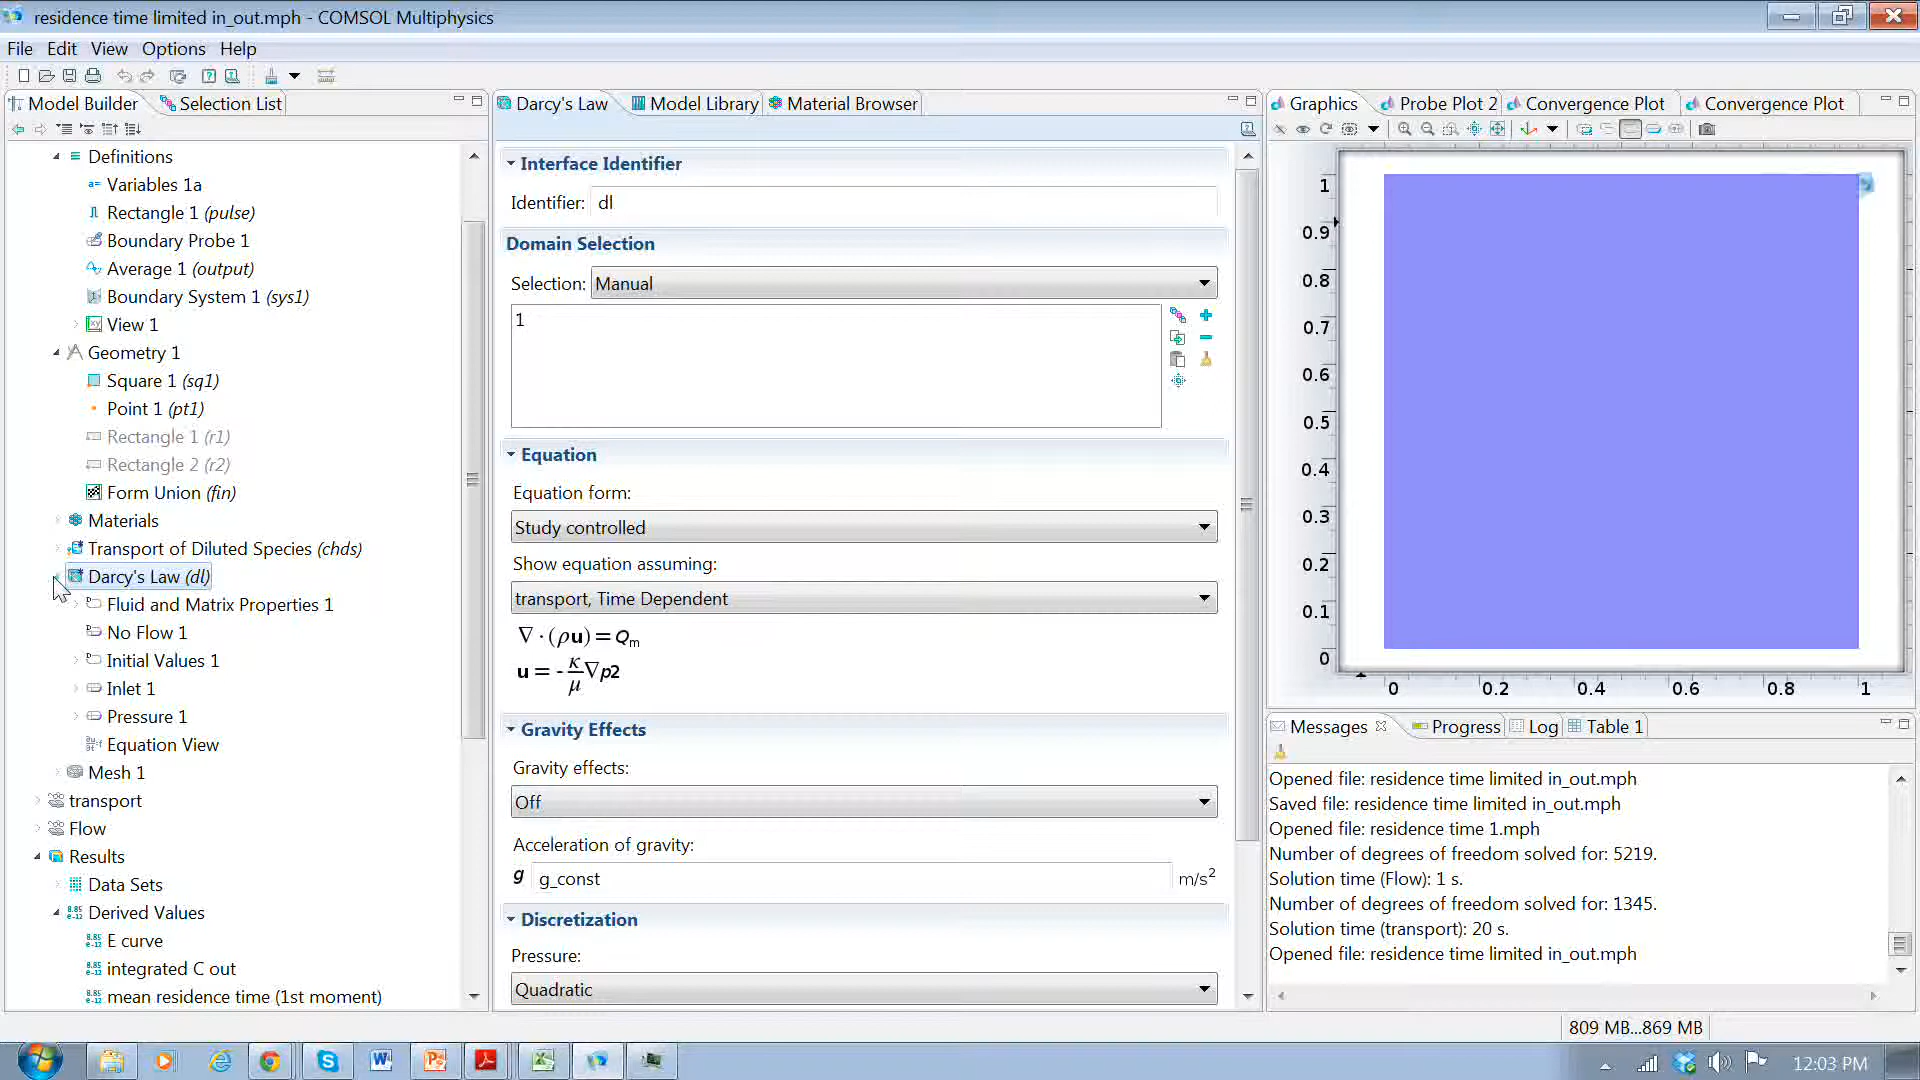 residence time limited in_out.mph - COMSOL Multiphysics
File Edit View Options Help
Model Builder
Selection List
Definitions
Variables 1a
Rectangle 1 (pulse)
Boundary Probe 1
Average 1 (output)
Boundary System 1 (sys1)
View 1
Geometry 1
Square 1 (sq1)
Point 1 (pt1)
Rectangle 1 (r1)
Rectangle 2 (r2)
Form Union (fin)
Materials
Transport of Diluted Species (chds)
Darcy's Law (dl)
Fluid and Matrix Properties 1
No Flow 1
Initial Values 1
Inlet 1
Pressure 1
Equation View
Mesh 1
transport
Flow
Results
Data Sets
Derived Values
E curve
integrated C out
mean residence time (1st moment)
Darcy's Law
Model Library
Material Browser
Interface Identifier
Identifier: dl
Domain Selection
Selection: Manual
1
Equation
Equation form:
Study controlled
Show equation assuming:
transport, Time Dependent
∇ · (ρu) = Qm
u = - κ/μ ∇p2
Gravity Effects
Gravity effects:
Off
Acceleration of gravity:
g g_const m/s²
Discretization
Pressure:
Quadratic
Graphics
Probe Plot 2
Convergence Plot
Convergence Plot
1
0.9
0.8
0.7
0.6
0.5
0.4
0.3
0.2
0.1
0
0 0.2 0.4 0.6 0.8 1
Messages
Progress
Log
Table 1
Opened file: residence time limited in_out.mph
Saved file: residence time limited in_out.mph
Opened file: residence time 1.mph
Number of degrees of freedom solved for: 5219.
Solution time (Flow): 1 s.
Number of degrees of freedom solved for: 1345.
Solution time (transport): 20 s.
Opened file: residence time limited in_out.mph
809 MB...869 MB
12:03 PM